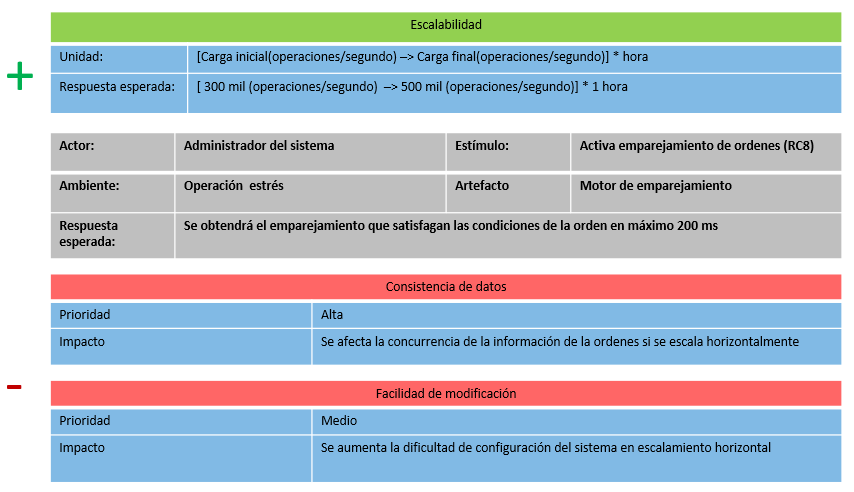 Escalabilidad
+
Unidad: [Carga inicial(operaciones/segundo) –> Carga final(operaciones/segundo)] * hora
Respuesta esperada: [ 300 mil (operaciones/segundo) –> 500 mil (operaciones/segundo)] * 1 hora
Actor: Administrador del sistema Estímulo: Activa emparejamiento de ordenes (RC8)
Ambiente: Operación estrés Artefacto Motor de emparejamiento
Respuesta
esperada: Se obtendrá el emparejamiento que satisfagan las condiciones de la orden en máximo 200 ms
Consistencia de datos
Prioridad Alta
Impacto Se afecta la concurrencia de la información de la ordenes si se escala horizontalmente
-
Facilidad de modificación
Prioridad Medio
Impacto Se aumenta la dificultad de configuración del sistema en escalamiento horizontal